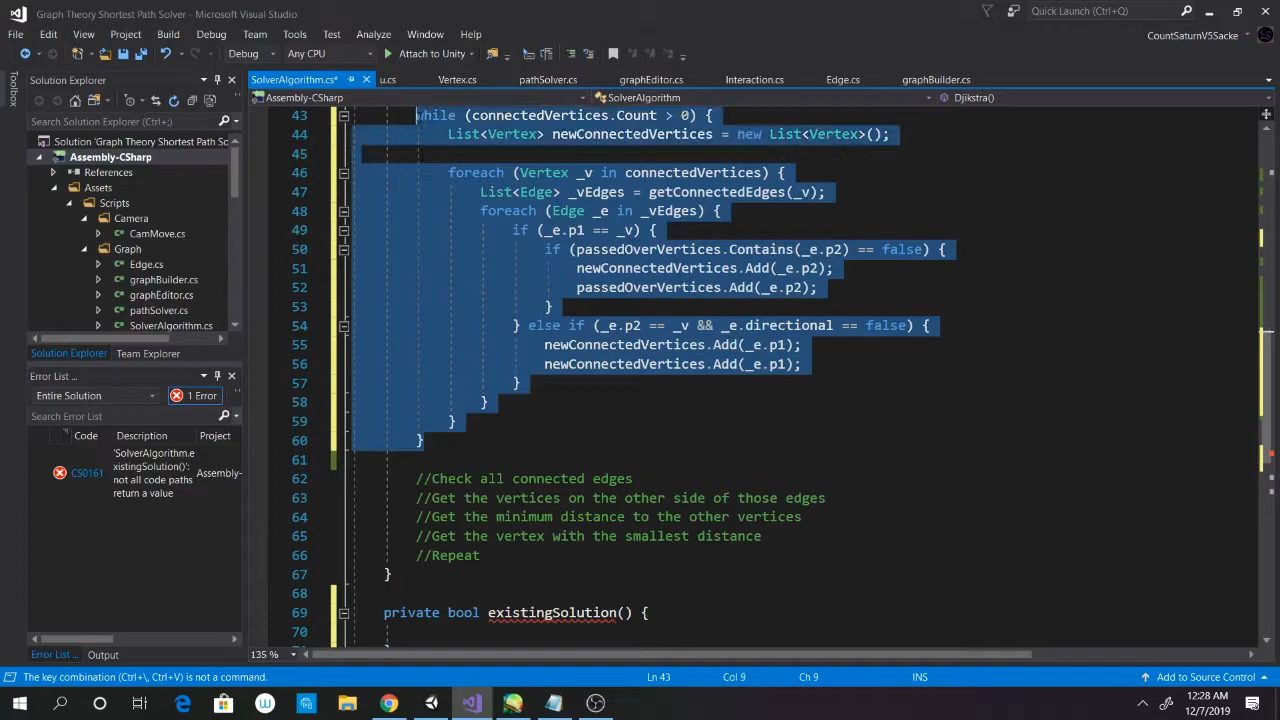 Graph Theory Shortest Path Solver - Microsoft Visual Studio
Quick Launch (Ctrl+Q)
File Edit View Project Build Debug Team Tools Test Analyze Window Help
CountSaturnV5Sacke
Debug Any CPU Attach to Unity
Toolbox
Solution Explorer
Search Solution Explorer (Ctrl+;)
Solution 'Graph Theory Shortest Path So
Assembly-CSharp
References
Assets
Scripts
Camera
CamMove.cs
Graph
Edge.cs
graphBuilder.cs
graphEditor.cs
pathSolver.cs
SolverAlgorithm.cs
Solution Explorer Team Explorer
Error List ...
Entire Solution 1 Error
Search Error List
Code Description Project
CS0161 'SolverAlgorithm.e
xistingSolution()':
not all code paths
return a value
Assembly-
Error List ... Output
SolverAlgorithm.cs* u.cs Vertex.cs pathSolver.cs graphEditor.cs Interaction.cs Edge.cs graphBuilder.cs
Assembly-CSharp SolverAlgorithm Djikstra()
43 while (connectedVertices.Count > 0) {
44 List<Vertex> newConnectedVertices = new List<Vertex>();
45
46 foreach (Vertex _v in connectedVertices) {
47 List<Edge> _vEdges = getConnectedEdges(_v);
48 foreach (Edge _e in _vEdges) {
49 if (_e.p1 == _v) {
50 if (passedOverVertices.Contains(_e.p2) == false) {
51 newConnectedVertices.Add(_e.p2);
52 passedOverVertices.Add(_e.p2);
53 }
54 } else if (_e.p2 == _v && _e.directional == false) {
55 newConnectedVertices.Add(_e.p1);
56 newConnectedVertices.Add(_e.p1);
57 }
58 }
59 }
60 }
61
62 //Check all connected edges
63 //Get the vertices on the other side of those edges
64 //Get the minimum distance to the other vertices
65 //Get the vertex with the smallest distance
66 //Repeat
67 }
68
69 private bool existingSolution() {
70
135 %
The key combination (Ctrl+\, Ctrl+V) is not a command. Ln 43 Col 9 Ch 9 INS Add to Source Control
12:28 AM
12/7/2019